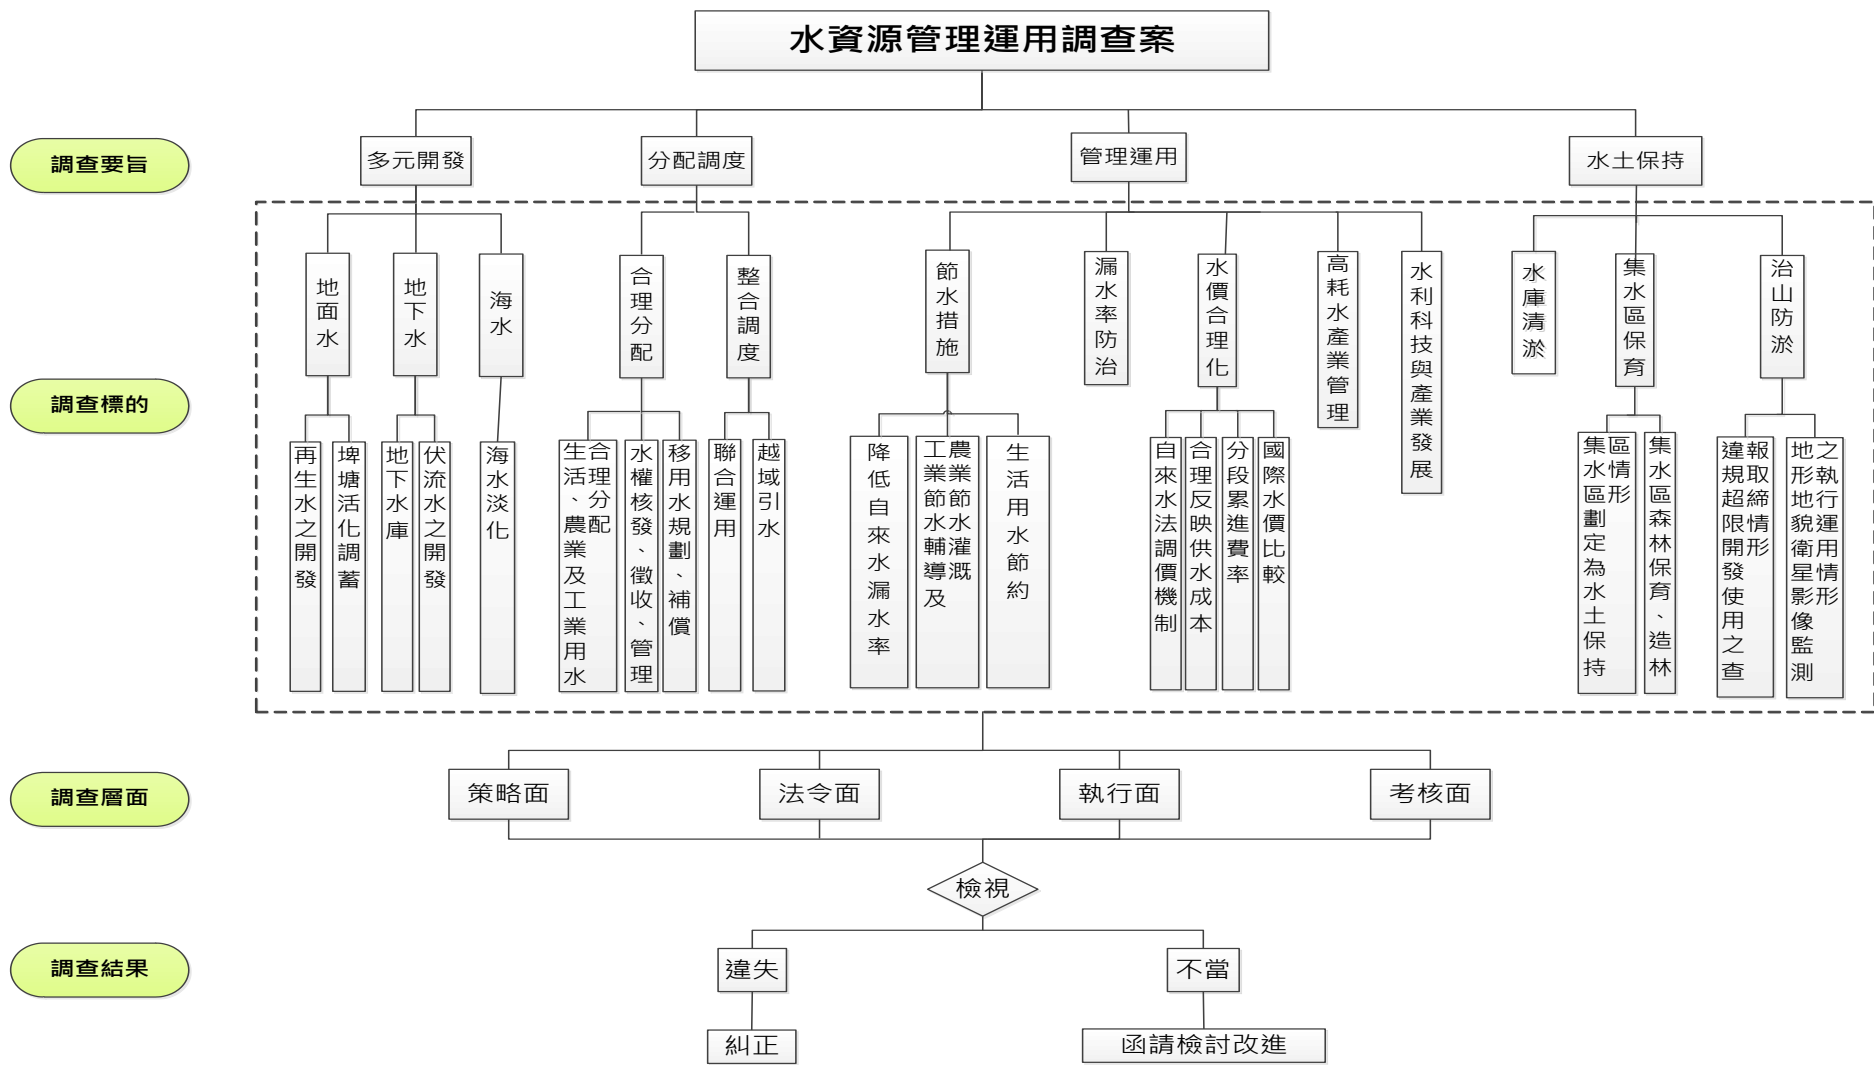 水資源管理運用調查案
調查要旨
多元開發
分配調度
管理運用
水土保持
調查標的
地面水
地下水
海水
合理分配
整合調度
節水措施
漏水率防治
水價合理化
高耗水產業管理
水利科技與產業發展
水庫清淤
集水區保育
治山防淤
再生水之開發
埤塘活化調蓄
地下水庫
伏流水之開發
海水淡化
生活、農業及工業用水
合理分配
水權核發、徵收、管理
移用水規劃、補償
聯合運用
越域引水
降低自來水漏水率
工業節水輔導及
農業節水灌溉
生活用水節約
自來水法調價機制
合理反映供水成本
分段累進費率
國際水價比較
集水區劃定為水土保持
區情形
集水區森林保育、造林
違規超限開發使用之查
報取締情形
地形地貌衛星影像監測
之執行運用情形
調查層面
策略面
法令面
執行面
考核面
檢視
調查結果
違失
不當
糾正
函請檢討改進